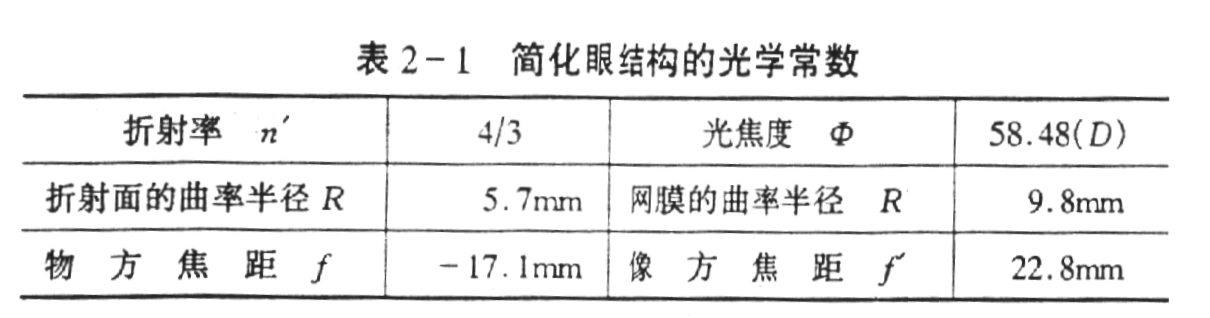 表 2-1 简化眼结构的光学常数
折射率 n′ 4/3 光焦度 Φ 58.48(D)
折射面的曲率半径 R 5.7mm 网膜的曲率半径 R 9.8mm
物方焦距 f -17.1mm 像方焦距 f′ 22.8mm